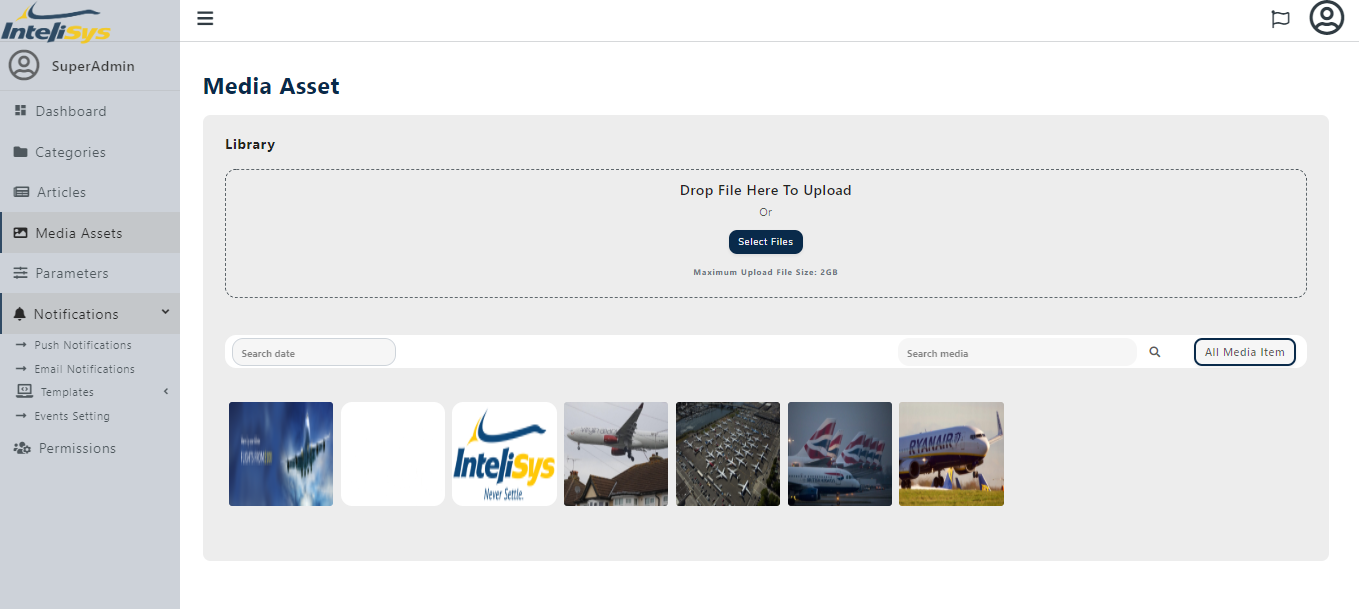 InteliSys
SuperAdmin
Dashboard
Categories
Articles
Media Assets
Parameters
Notifications
Push Notifications
Email Notifications
Templates
Events Setting
Permissions
Media Asset
Library
Drop File Here To Upload
Or
Select Files
Maximum Upload File Size: 2GB
Search date
Search media
All Media Item
InteliSys
Never Settle.
RYANAIR